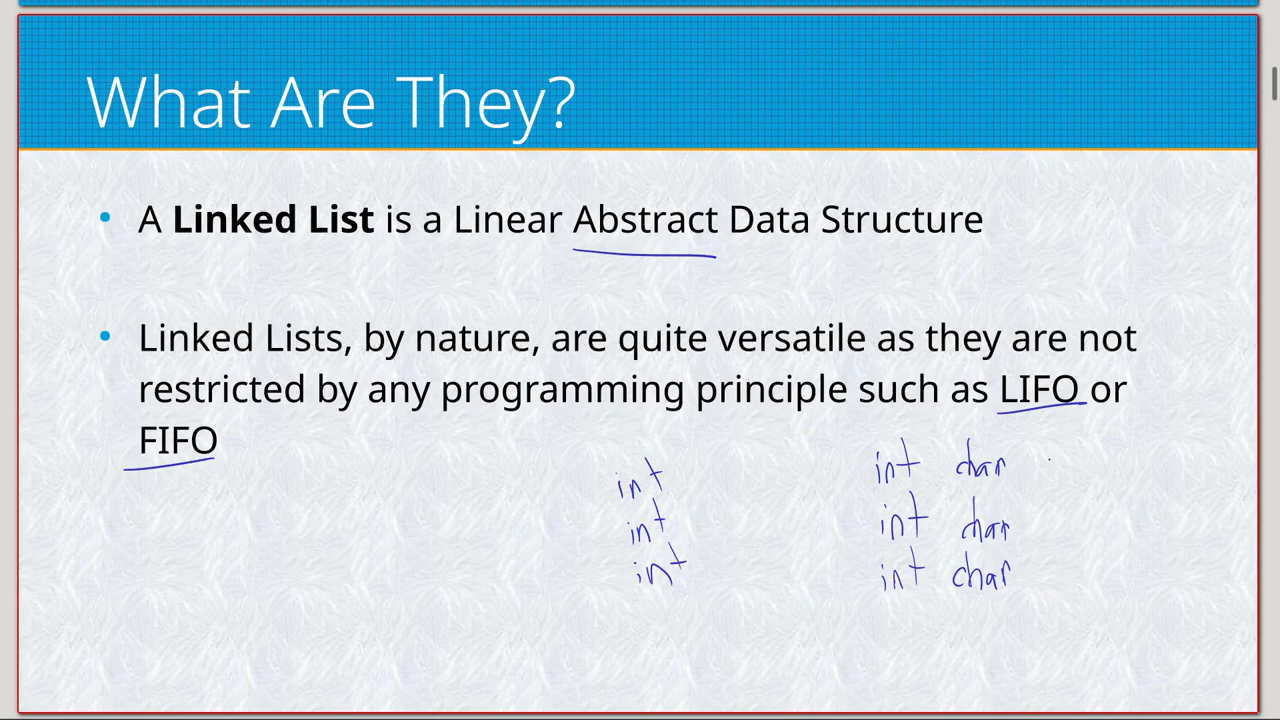 What Are They?
• A Linked List is a Linear Abstract Data Structure
• Linked Lists, by nature, are quite versatile as they are not
restricted by any programming principle such as LIFO or
FIFO
int int char
int int char
int int char